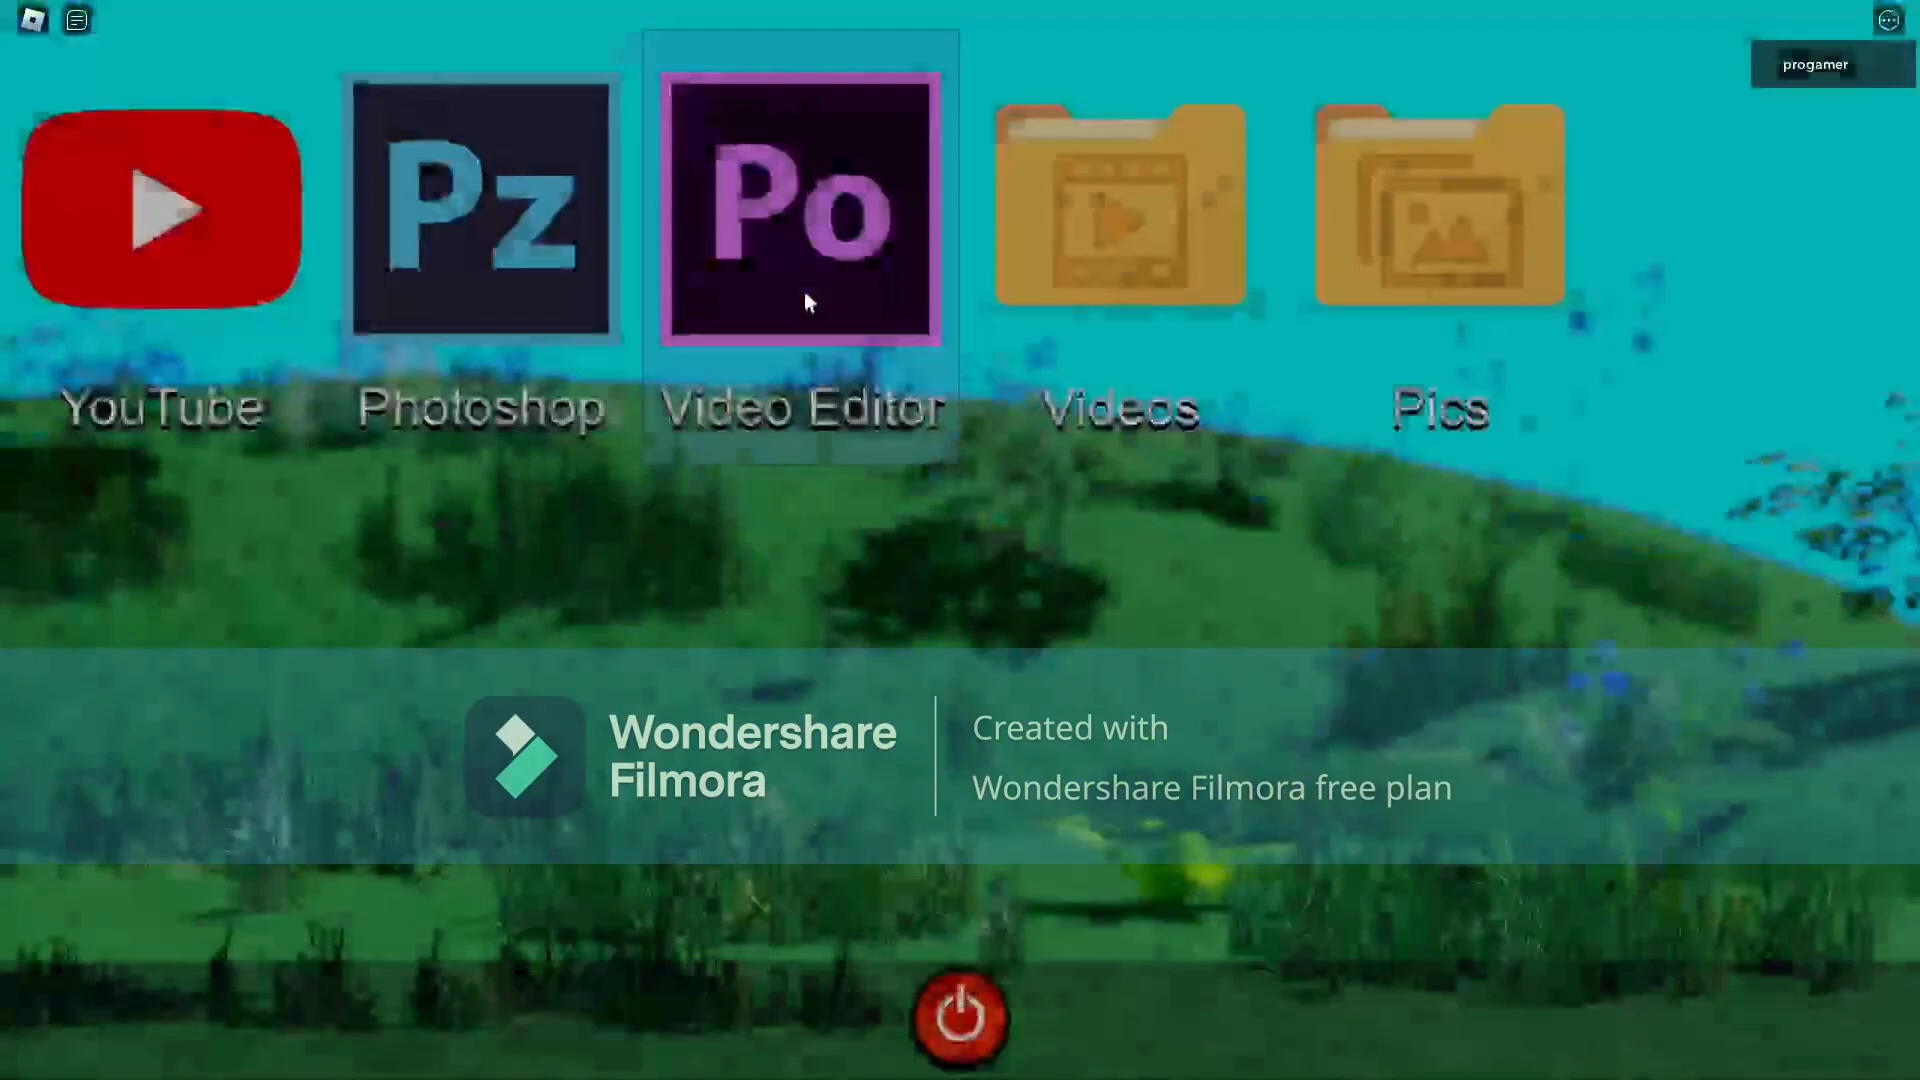 progamer
Pz
Po
YouTube
Photoshop
Video Editor
Videos
Pics
Wondershare
Filmora
Created with
Wondershare Filmora free plan